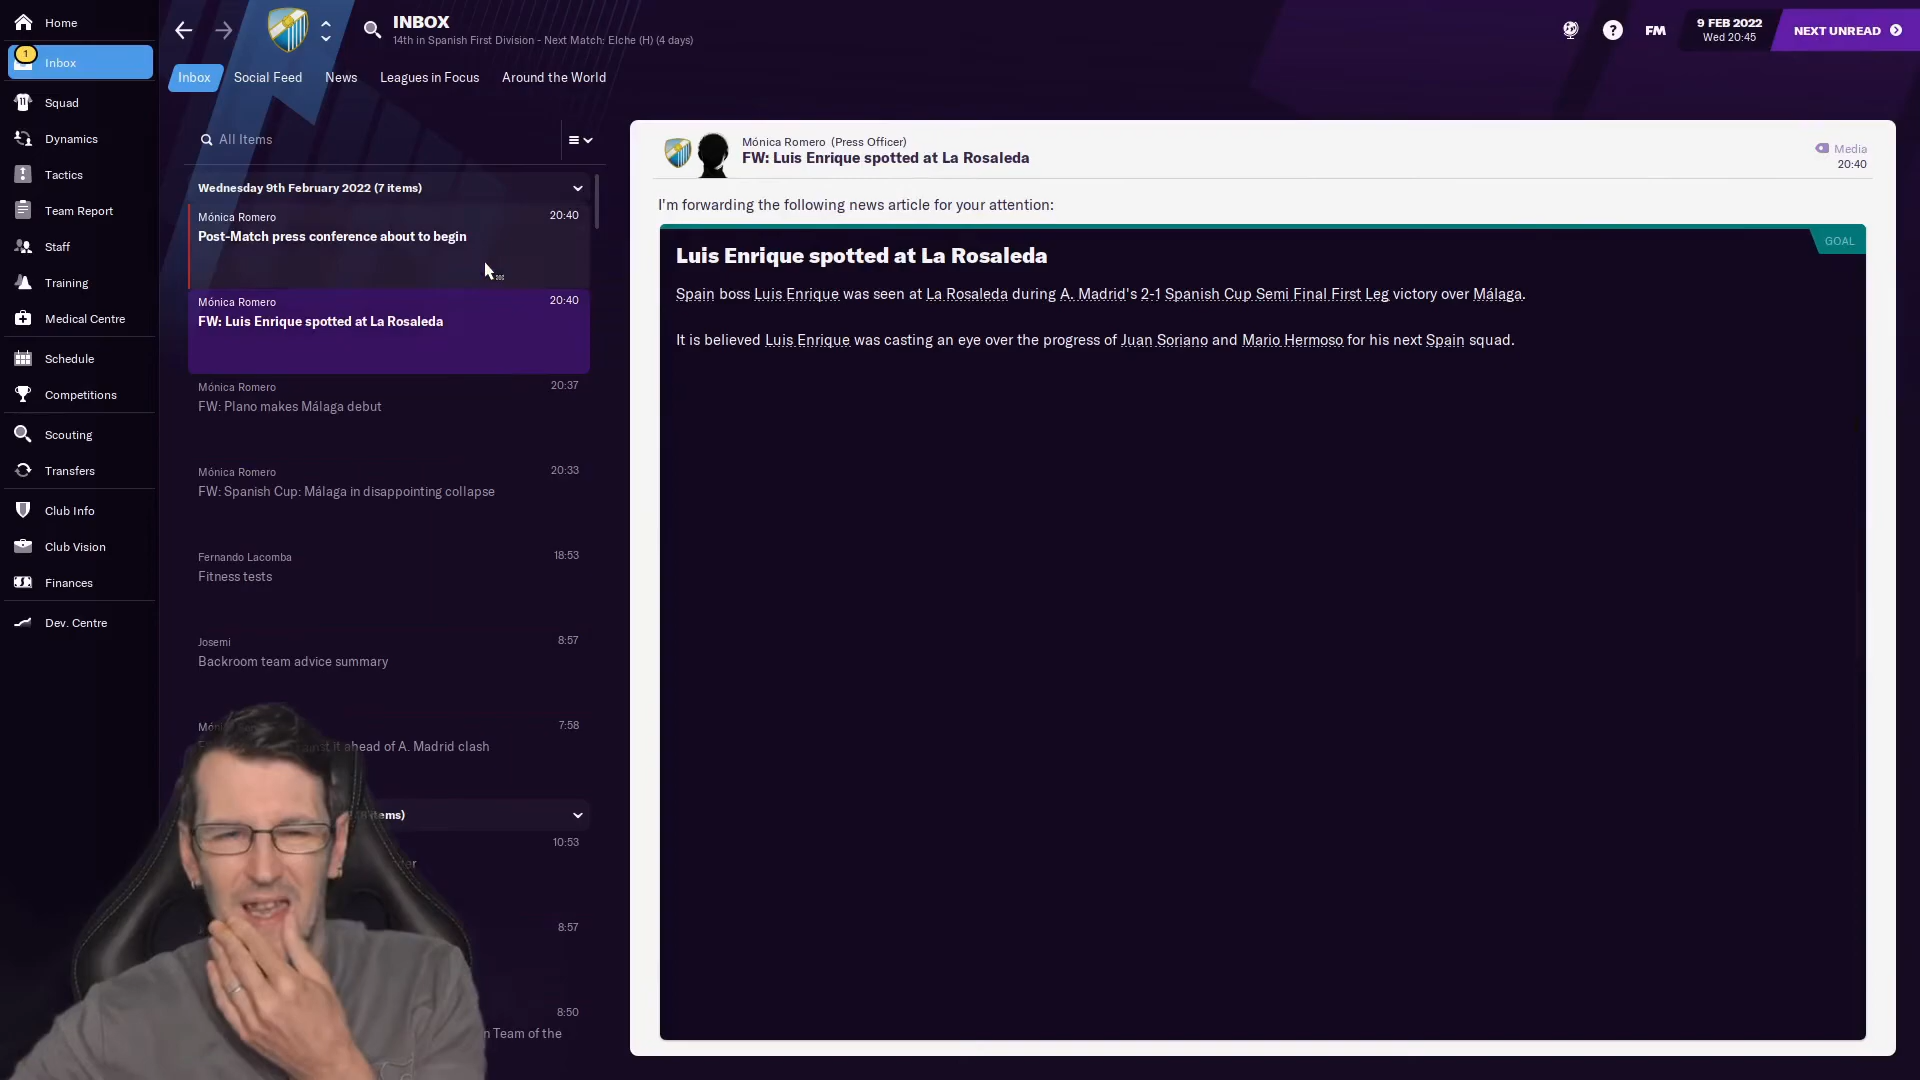 Home
1
Inbox
Squad
Dynamics
Tactics
Team Report
Staff
Training
Medical Centre
Schedule
Competitions
Scouting
Transfers
Club Info
Club Vision
Finances
Dev. Centre
INBOX
14th in Spanish First Division - Next Match: Elche (H) (4 days)
FM
9 FEB 2022
Wed 20:45
NEXT UNREAD
Inbox Social Feed News Leagues in Focus Around the World
All Items
Wednesday 9th February 2022 (7 items)
Mónica Romero 20:40
Post-Match press conference about to begin
Mónica Romero 20:40
FW: Luis Enrique spotted at La Rosaleda
Mónica Romero 20:37
FW: Plano makes Málaga debut
Mónica Romero 20:33
FW: Spanish Cup: Málaga in disappointing collapse
Fernando Lacomba 18:53
Fitness tests
Josemi 8:57
Backroom team advice summary
7:58
it ahead of A. Madrid clash
items)
10:53
8:57
8:50
Team of the
Mónica Romero (Press Officer)
FW: Luis Enrique spotted at La Rosaleda
Media
20:40
I'm forwarding the following news article for your attention:
GOAL
Luis Enrique spotted at La Rosaleda
Spain boss Luis Enrique was seen at La Rosaleda during A. Madrid's 2-1 Spanish Cup Semi Final First Leg victory over Málaga.
It is believed Luis Enrique was casting an eye over the progress of Juan Soriano and Mario Hermoso for his next Spain squad.